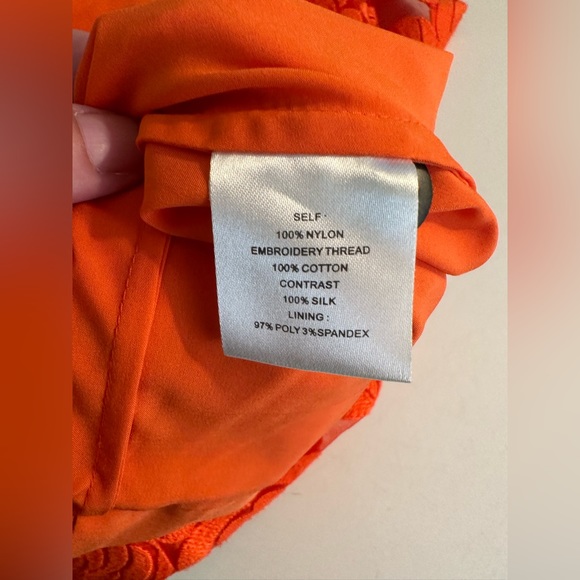 SELF :
100% NYLON
EMBROIDERY THREAD
100% COTTON
CONTRAST
100% SILK
LINING :
97% POLY 3%SPANDEX